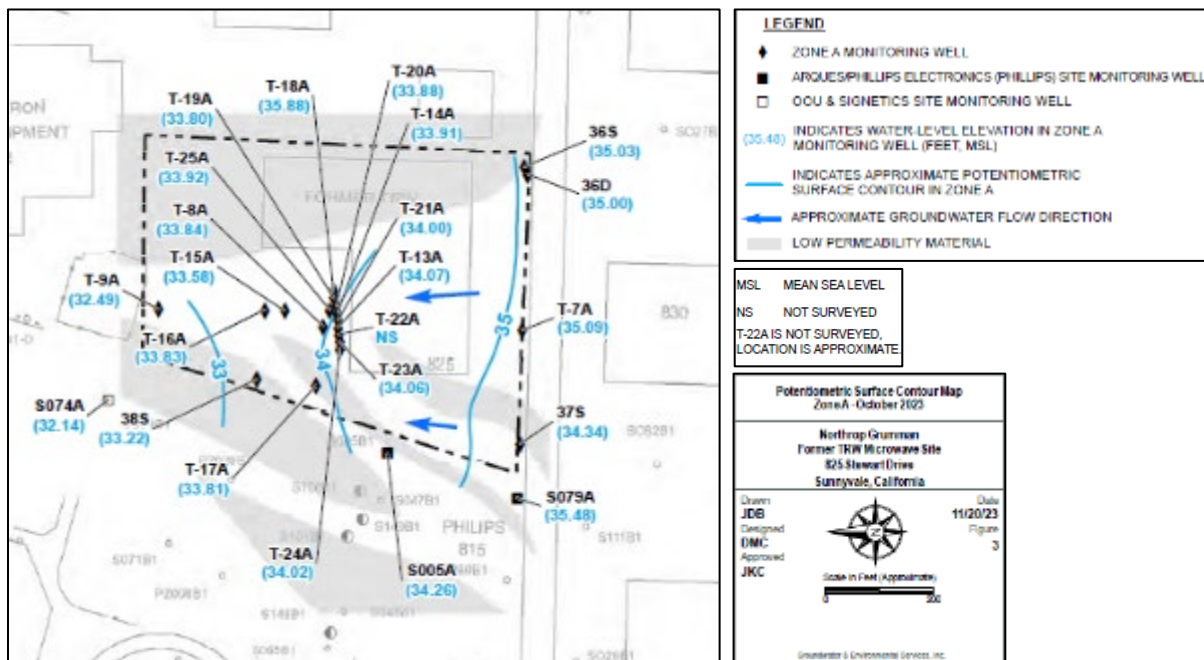 T-20A
(33.88)
T-18A
(35.88)
T-19A
(33.80)
T-14A
(33.91)
T-25A
(33.92)
36S
(35.03)
36D
(35.00)
T-8A
(33.84)
T-21A
(34.00)
T-15A
(33.58)
T-13A
(34.07)
T-9A
(32.49)
T-22A
NS
T-7A
(35.09)
830
35
T-16A
(33.83)
33
34
825
T-23A
(34.06)
S074A
(32.14)
38S
(33.22)
37S
(34.34)
T-17A
(33.81)
S079A
(35.48)
PHILIPS
815
S111B1
S071B1
T-24A
(34.02)
S005A
(34.26)
LEGEND
ZONE A MONITORING WELL
ARQUES/PHILLIPS ELECTRONICS (PHILLIPS) SITE MONITORING WELL
OOU & SIGNETICS SITE MONITORING WELL
(35.48) INDICATES WATER-LEVEL ELEVATION IN ZONE A
MONITORING WELL (FEET, MSL)
INDICATES APPROXIMATE POTENTIOMETRIC
SURFACE CONTOUR IN ZONE A
APPROXIMATE GROUNDWATER FLOW DIRECTION
LOW PERMEABILITY MATERIAL
MSL MEAN SEA LEVEL
NS NOT SURVEYED
T-22A IS NOT SURVEYED,
LOCATION IS APPROXIMATE.
Potentiometric Surface Contour Map
Zone A - October 2023
Northrop Grumman
Former TRW Microwave Site
825 Stewart Drive
Sunnyvale, California
Drawn
JDB
Designed
DMC
Approved
JKC
Date
11/20/23
Figure
3
Scale in Feet (Approximate)
0 200
Groundwater & Environmental Services, Inc.